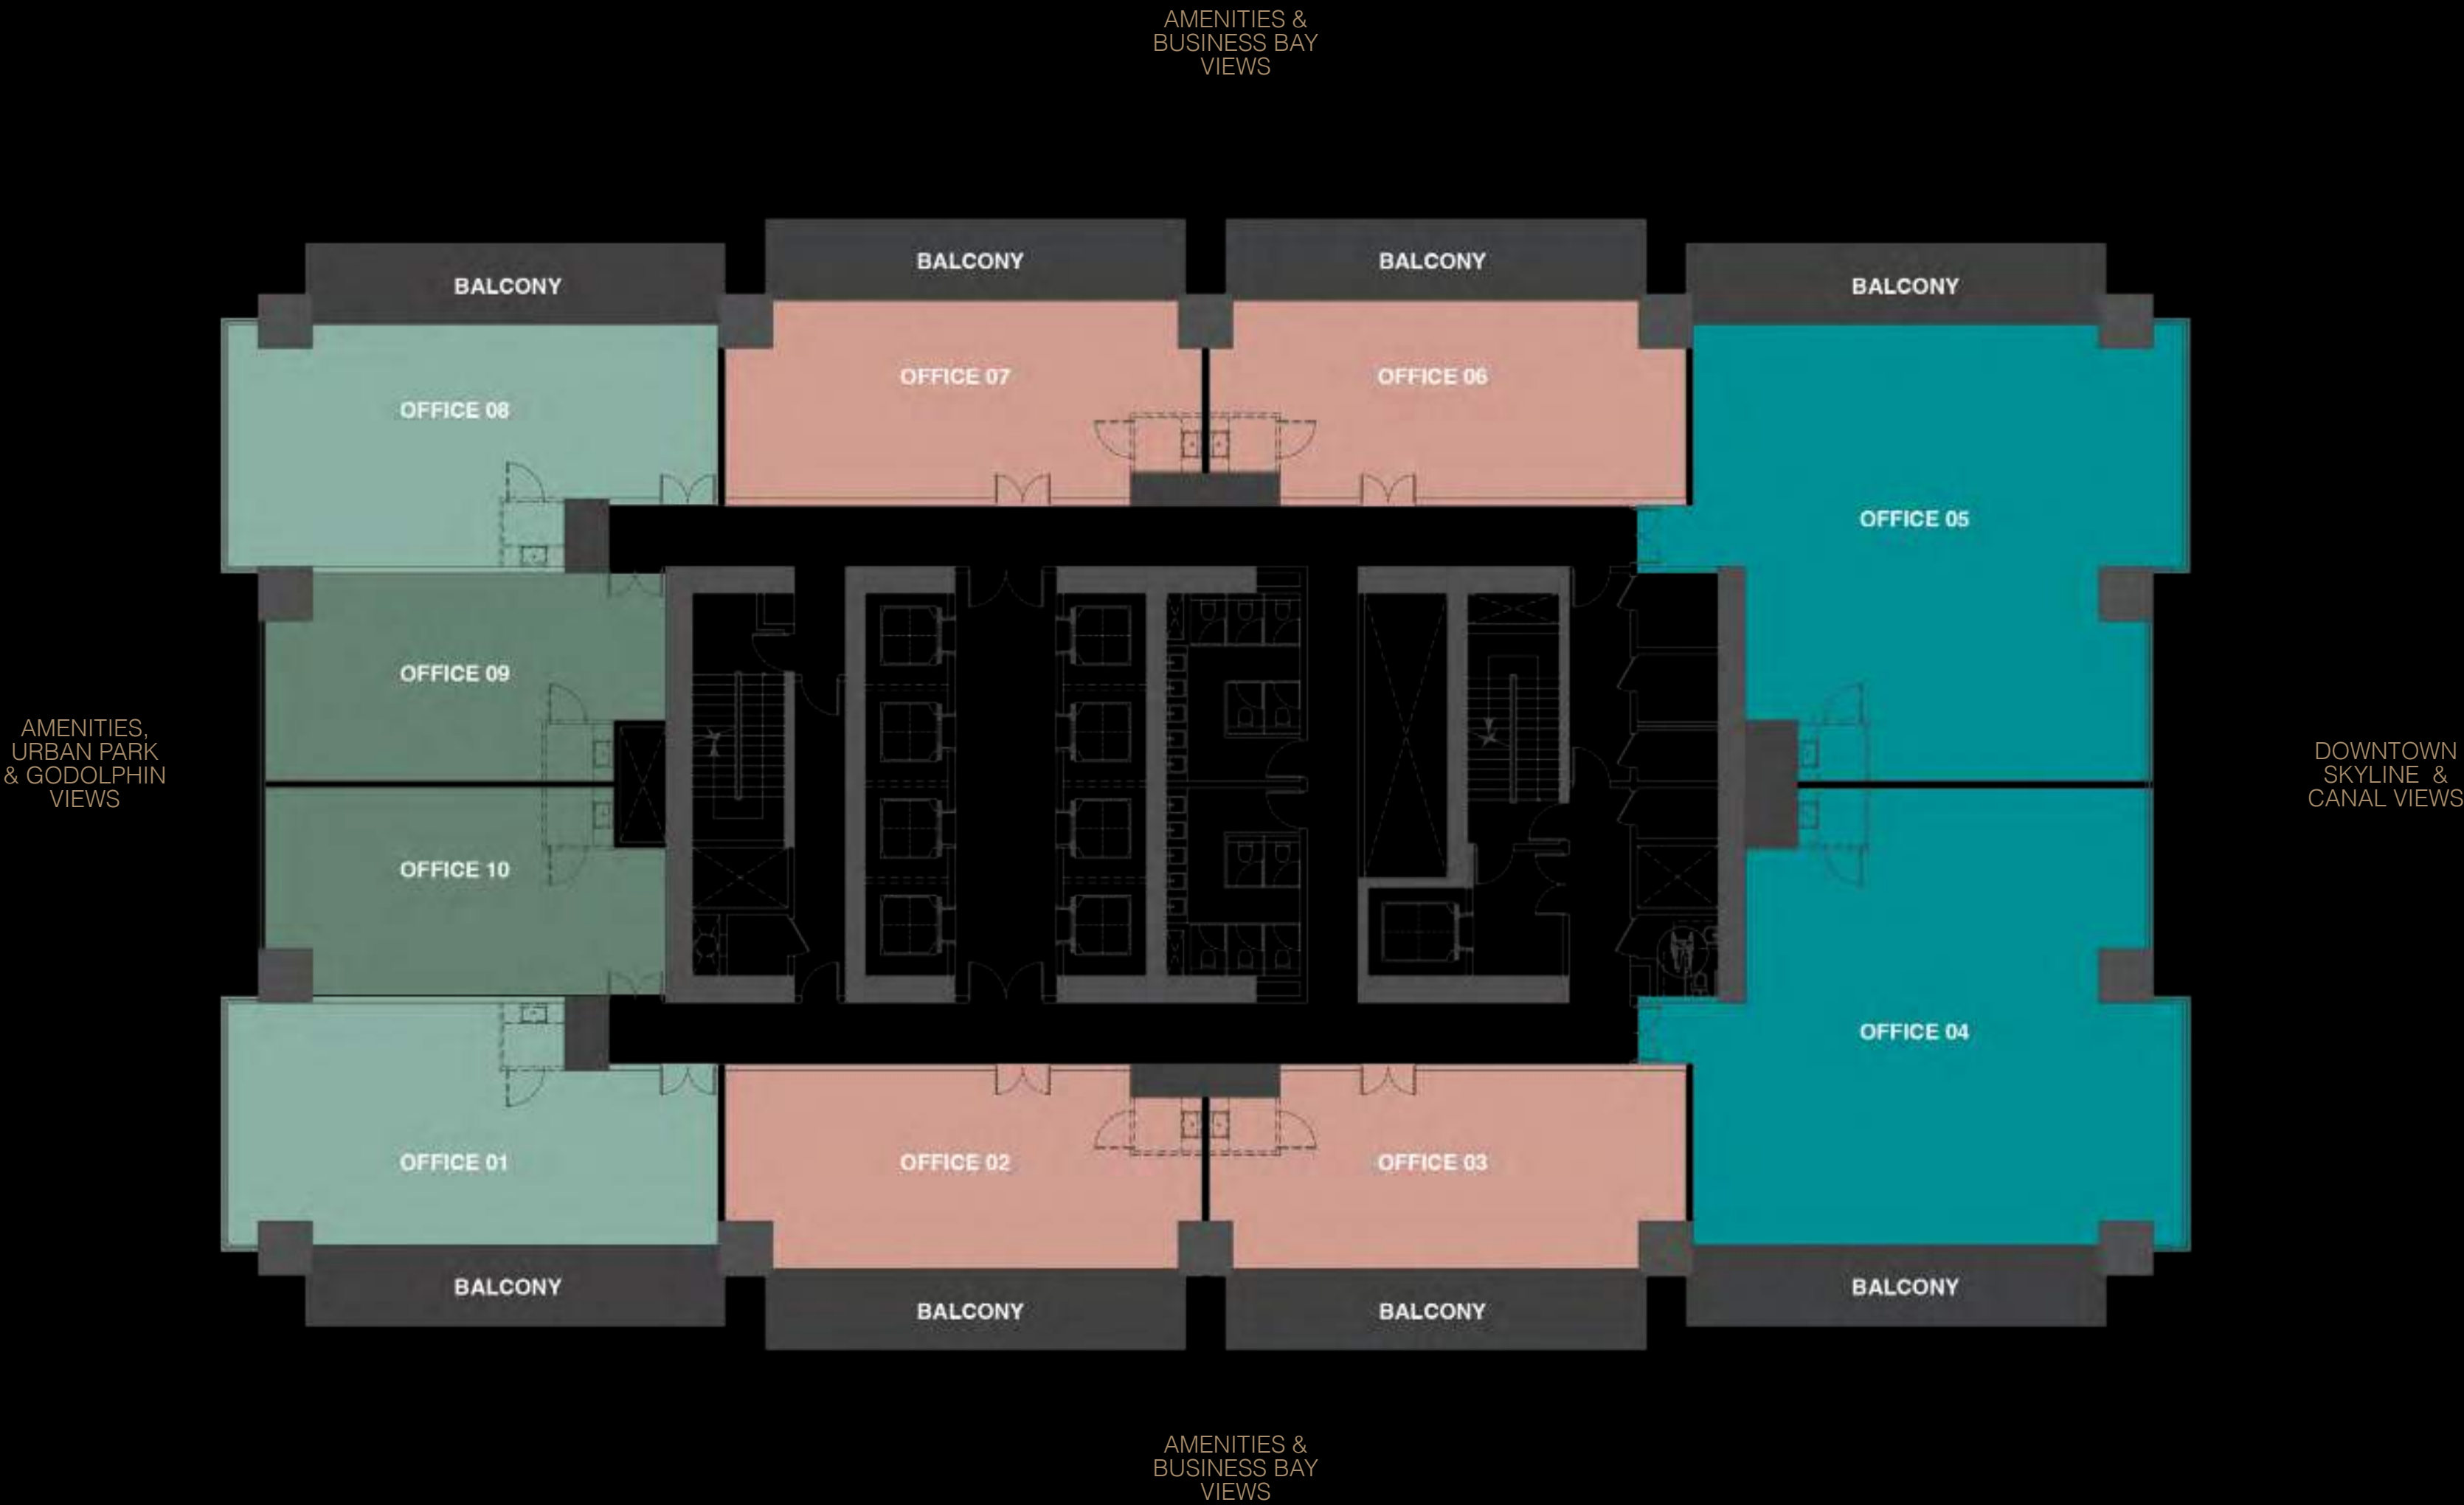 AMENITIES &
BUSINESS BAY
VIEWS
BALCONY
BALCONY
BALCONY
BALCONY
OFFICE 07
OFFICE 06
OFFICE 08
OFFICE 05
OFFICE 09
AMENITIES,
URBAN PARK
& GODOLPHIN
VIEWS
DOWNTOWN
SKYLINE &
CANAL VIEWS
OFFICE 10
OFFICE 04
OFFICE 01
OFFICE 02
OFFICE 03
BALCONY
BALCONY
BALCONY
BALCONY
AMENITIES &
BUSINESS BAY
VIEWS